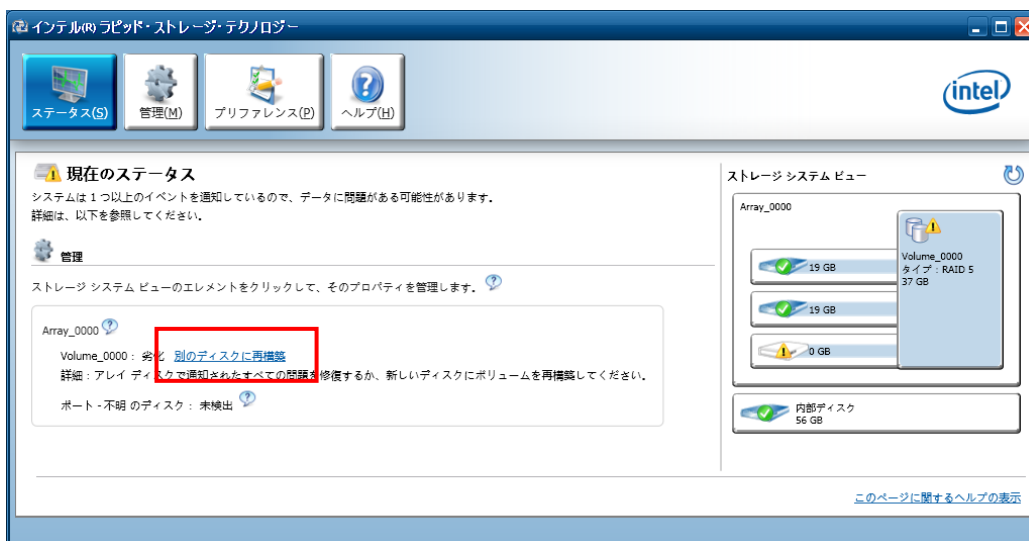 インテル(R) ラピッド・ストレージ・テクノロジー
ステータス(S)
管理(M)
プリファレンス(P)
ヘルプ(H)
intel
現在のステータス
システムは 1 つ以上のイベントを通知しているので、データに問題がある可能性があります。
詳細は、以下を参照してください。
管理
ストレージ システム ビューのエレメントをクリックして、そのプロパティを管理します。
Array_0000
Volume_0000： 劣化 別のディスクに再構築
詳細：アレイ ディスクで通知されたすべての問題を修復するか、新しいディスクにボリュームを再構築してください。
ポート - 不明 のディスク： 未検出
ストレージ システム ビュー
Array_0000
19 GB
19 GB
0 GB
Volume_0000
タイプ：RAID 5
37 GB
内部ディスク
56 GB
このページに関するヘルプの表示